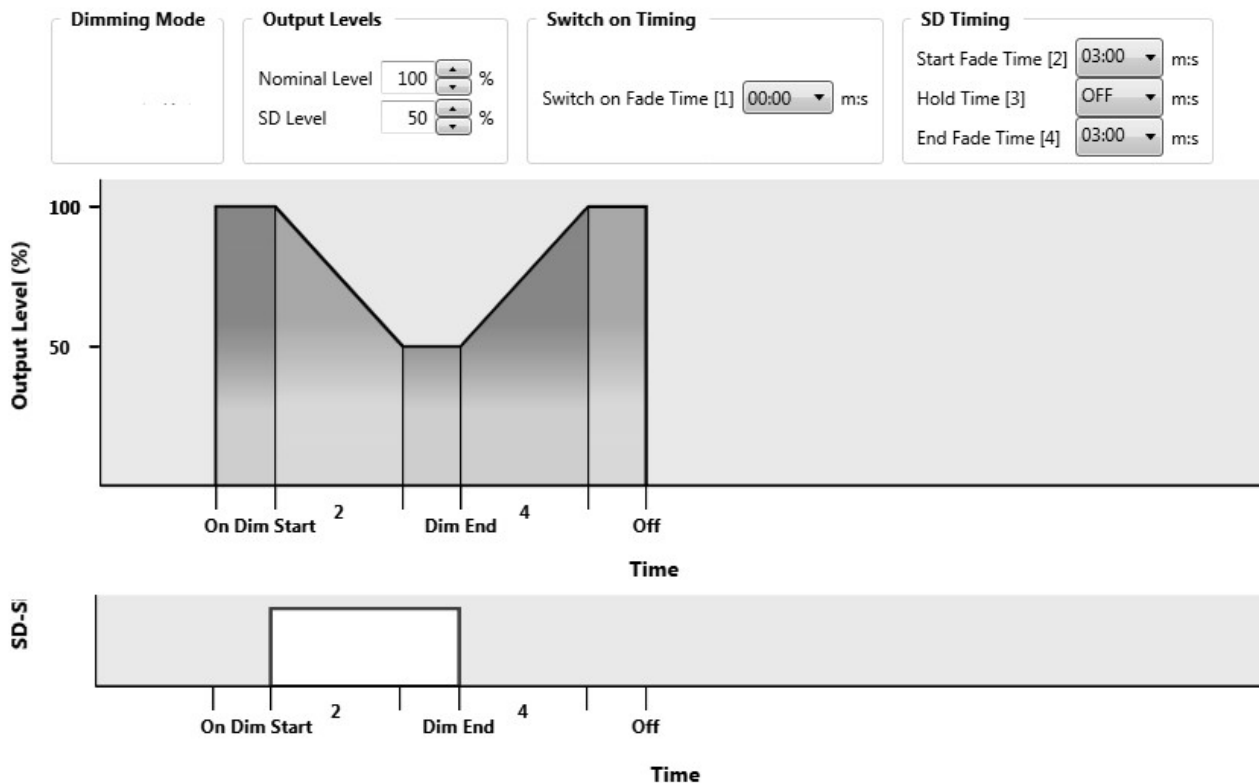 Dimming Mode
Output Levels
Nominal Level 100 %
SD Level 50 %
Switch on Timing
Switch on Fade Time [1] 00:00 m:s
SD Timing
Start Fade Time [2] 03:00 m:s
Hold Time [3] OFF m:s
End Fade Time [4] 03:00 m:s
Output Level (%)
100
50
2 4
On Dim Start Dim End Off
Time
SD-Si
2 4
On Dim Start Dim End Off
Time